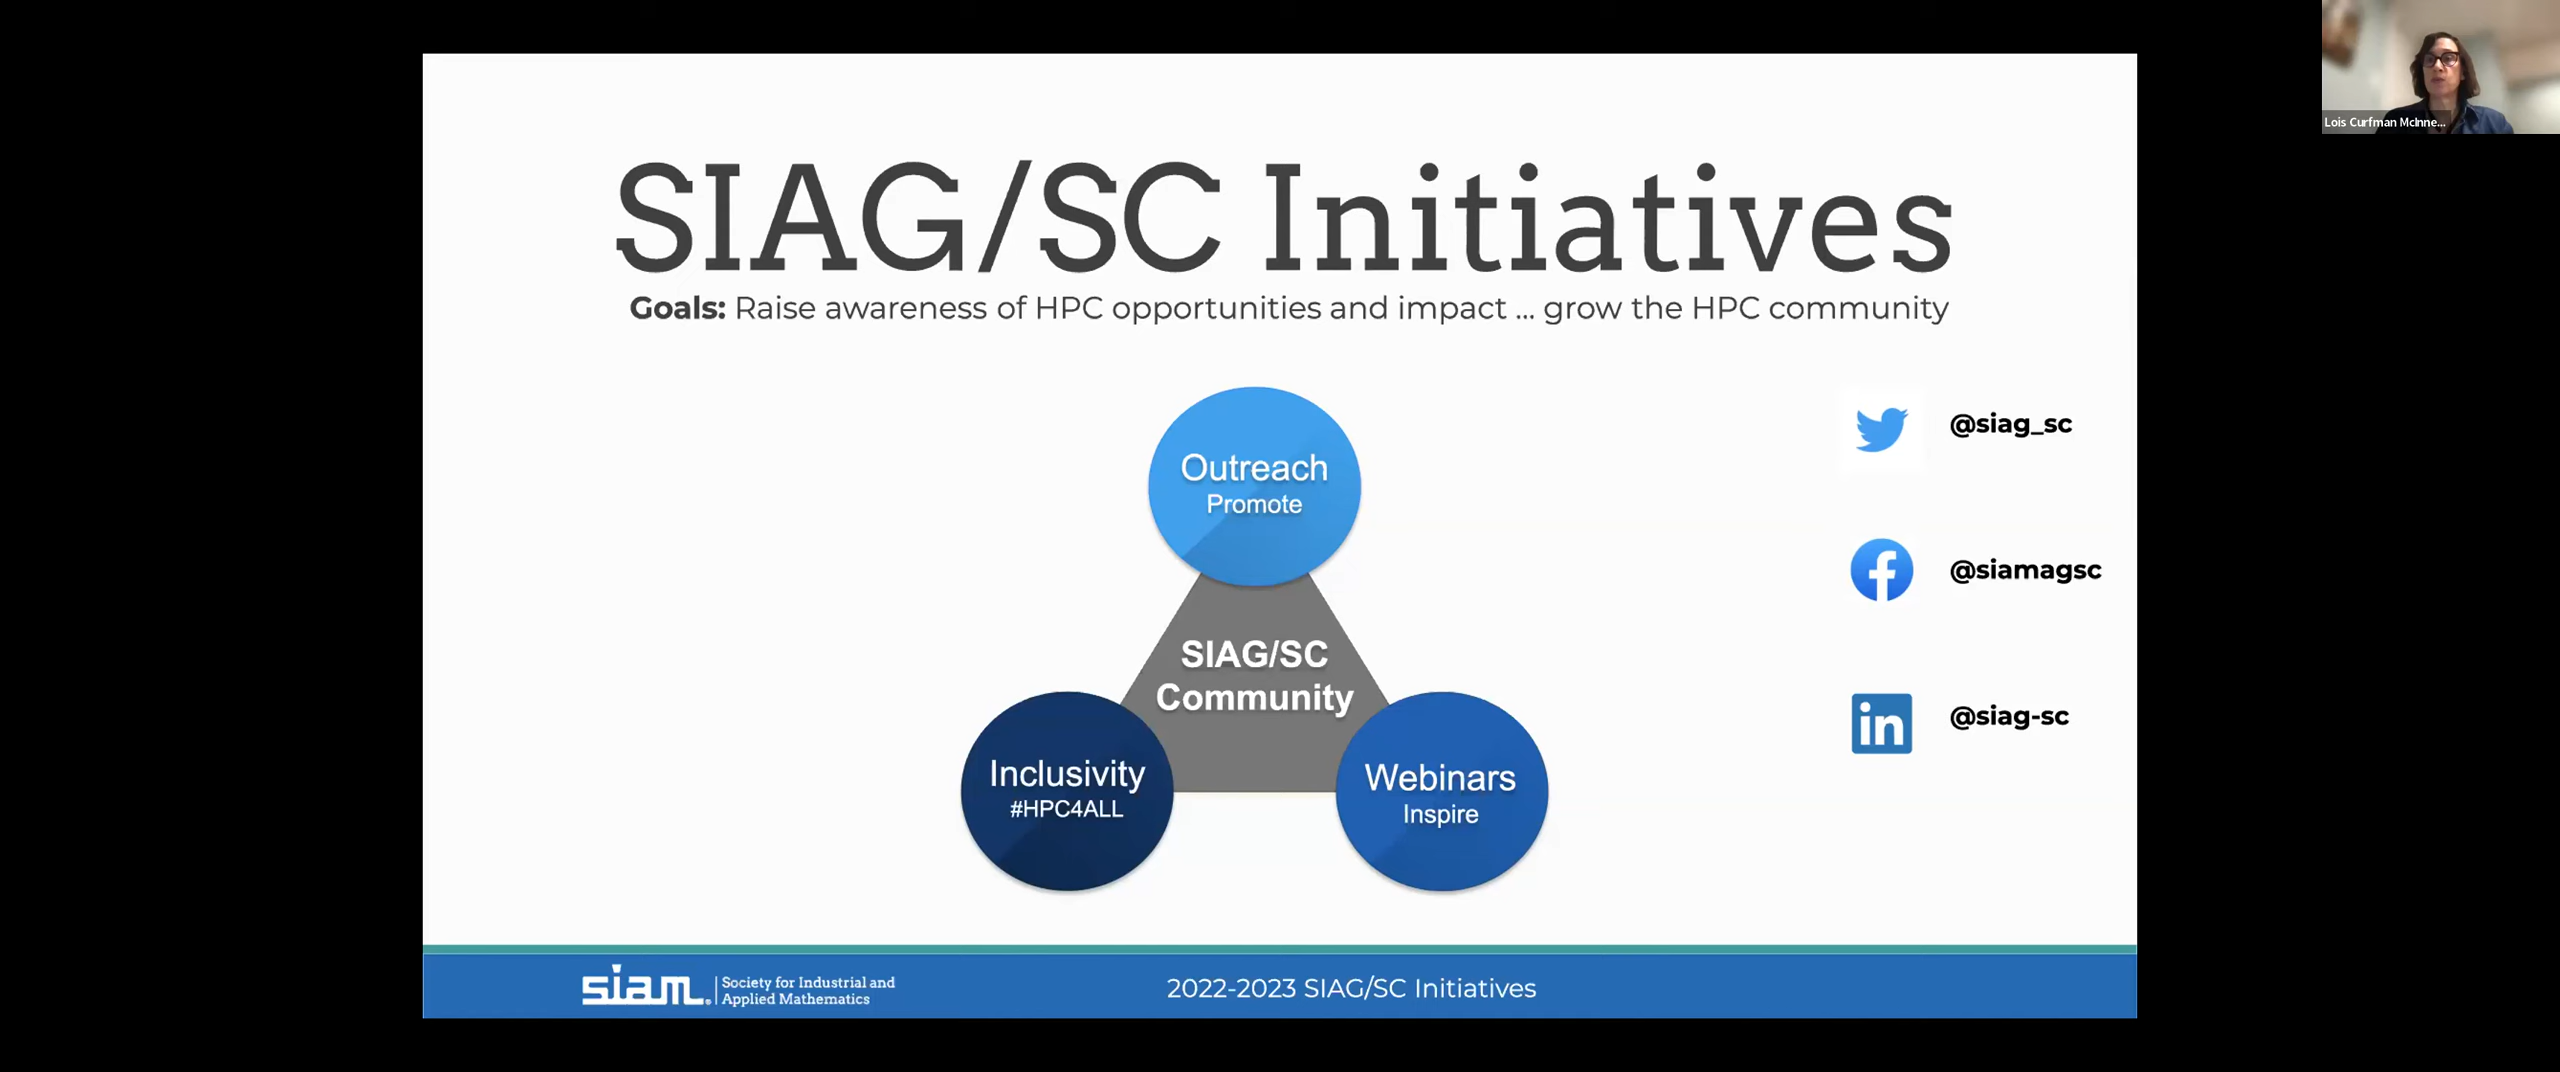 SIAG/SC Initiatives
Goals: Raise awareness of HPC opportunities and impact ... grow the HPC community
Outreach
Promote
SIAG/SC
Community
Inclusivity
#HPC4ALL
Webinars
Inspire
@siag_sc
@siamagsc
@siag-sc
siam.
Society for Industrial and
Applied Mathematics
2022-2023 SIAG/SC Initiatives
Lois Curfman McInne...